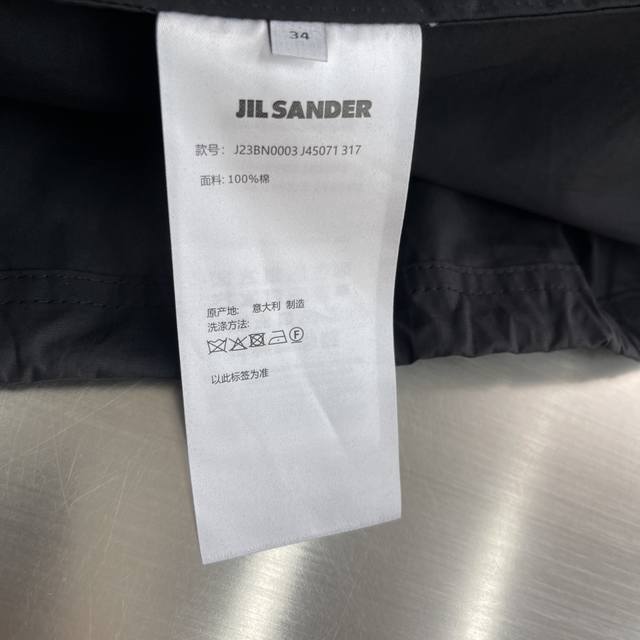 34
JIL SANDER
款号: J23BN0003 J45071 317
面料: 100%棉
原产地: 意大利 制造
洗涤方法:
F
以此标签为准